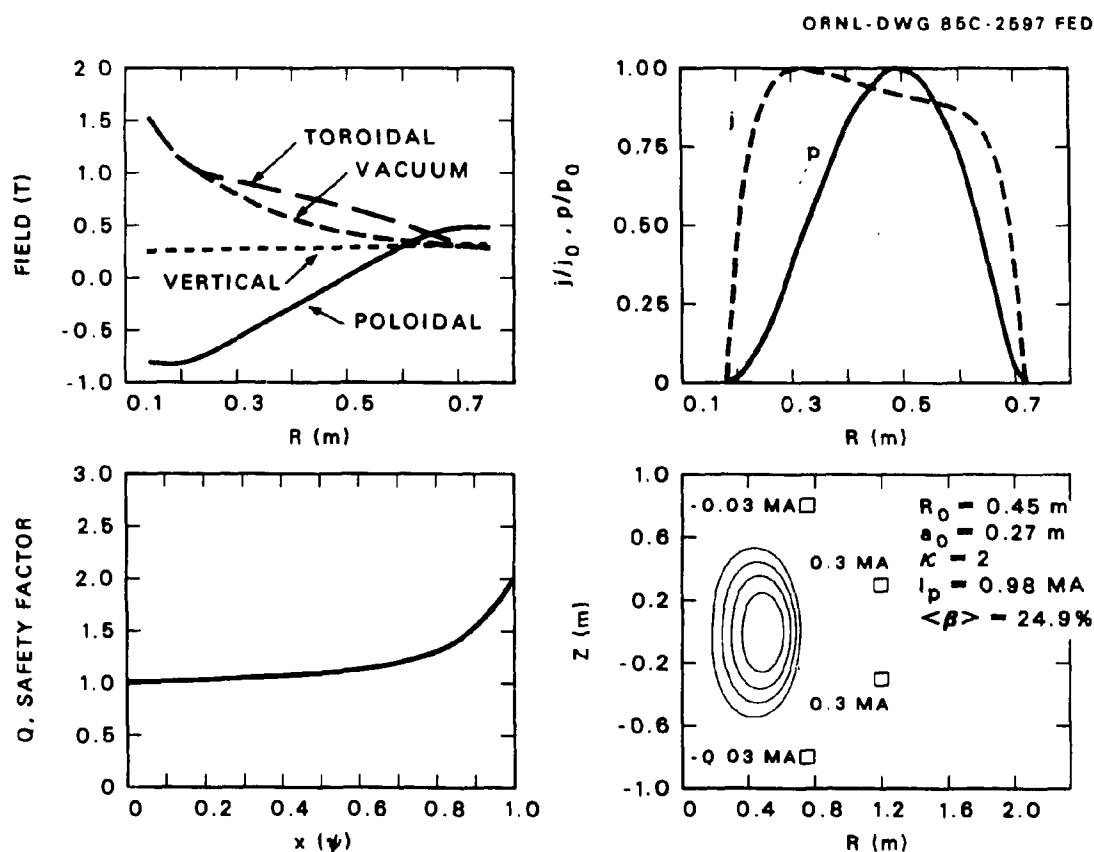 ORNL-DWG 85C-2597 FED
2 0
1.5
1.0
0.5
0.0
-0.5
-1.0
FIELD (T)
TOROIDAL
VACUUM
VERTICAL
POLOIDAL
0.1 0.3 0.5 0.7
R (m)
1.00
0.75
0.50
0.25
0
j/j0 , p/p0
j
p
0.1 0.3 0.5 0.7
R (m)
3.0
2.5
2.0
1.5
1.0
0.5
0
Q, SAFETY FACTOR
0 0.2 0.4 0.6 0.8 1.0
x (ψ)
1.0
0.6
0.2
-0.2
-0.6
-1.0
Z (m)
-0.03 MA
0.3 MA
0.3 MA
-0 03 MA
R0 = 0.45 m
a0 = 0.27 m
κ = 2
Ip = 0.98 MA
<β> = 24.9%
0 0.4 0.8 1.2 1.6 2.0
R (m)